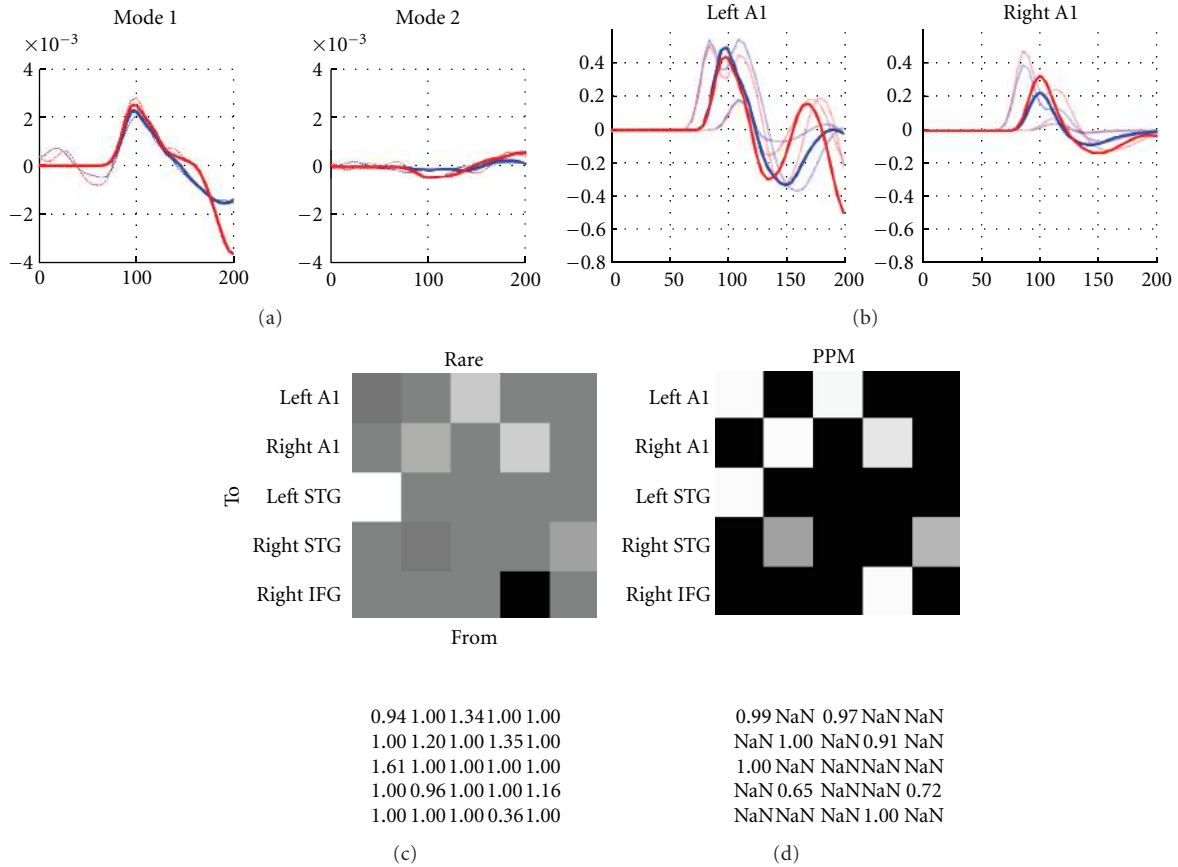 Mode 1
×10−3
4
2
0
−2
−4
0 100 200
Mode 2
×10−3
4
2
0
−2
−4
0 100 200
(a)
Left A1
0.4
0.2
0
−0.2
−0.4
−0.6
−0.8
0 50 100 150 200
Right A1
0.4
0.2
0
−0.2
−0.4
−0.6
−0.8
0 50 100 150 200
(b)
Rare
To
Left A1
Right A1
Left STG
Right STG
Right IFG
From
0.94 1.00 1.34 1.00 1.00
1.00 1.20 1.00 1.35 1.00
1.61 1.00 1.00 1.00 1.00
1.00 0.96 1.00 1.00 1.16
1.00 1.00 1.00 0.36 1.00
(c)
PPM
Left A1
Right A1
Left STG
Right STG
Right IFG
0.99 NaN 0.97 NaN NaN
NaN 1.00 NaN 0.91 NaN
1.00 NaN NaN NaN NaN
NaN 0.65 NaN NaN 0.72
NaN NaN NaN 1.00 NaN
(d)